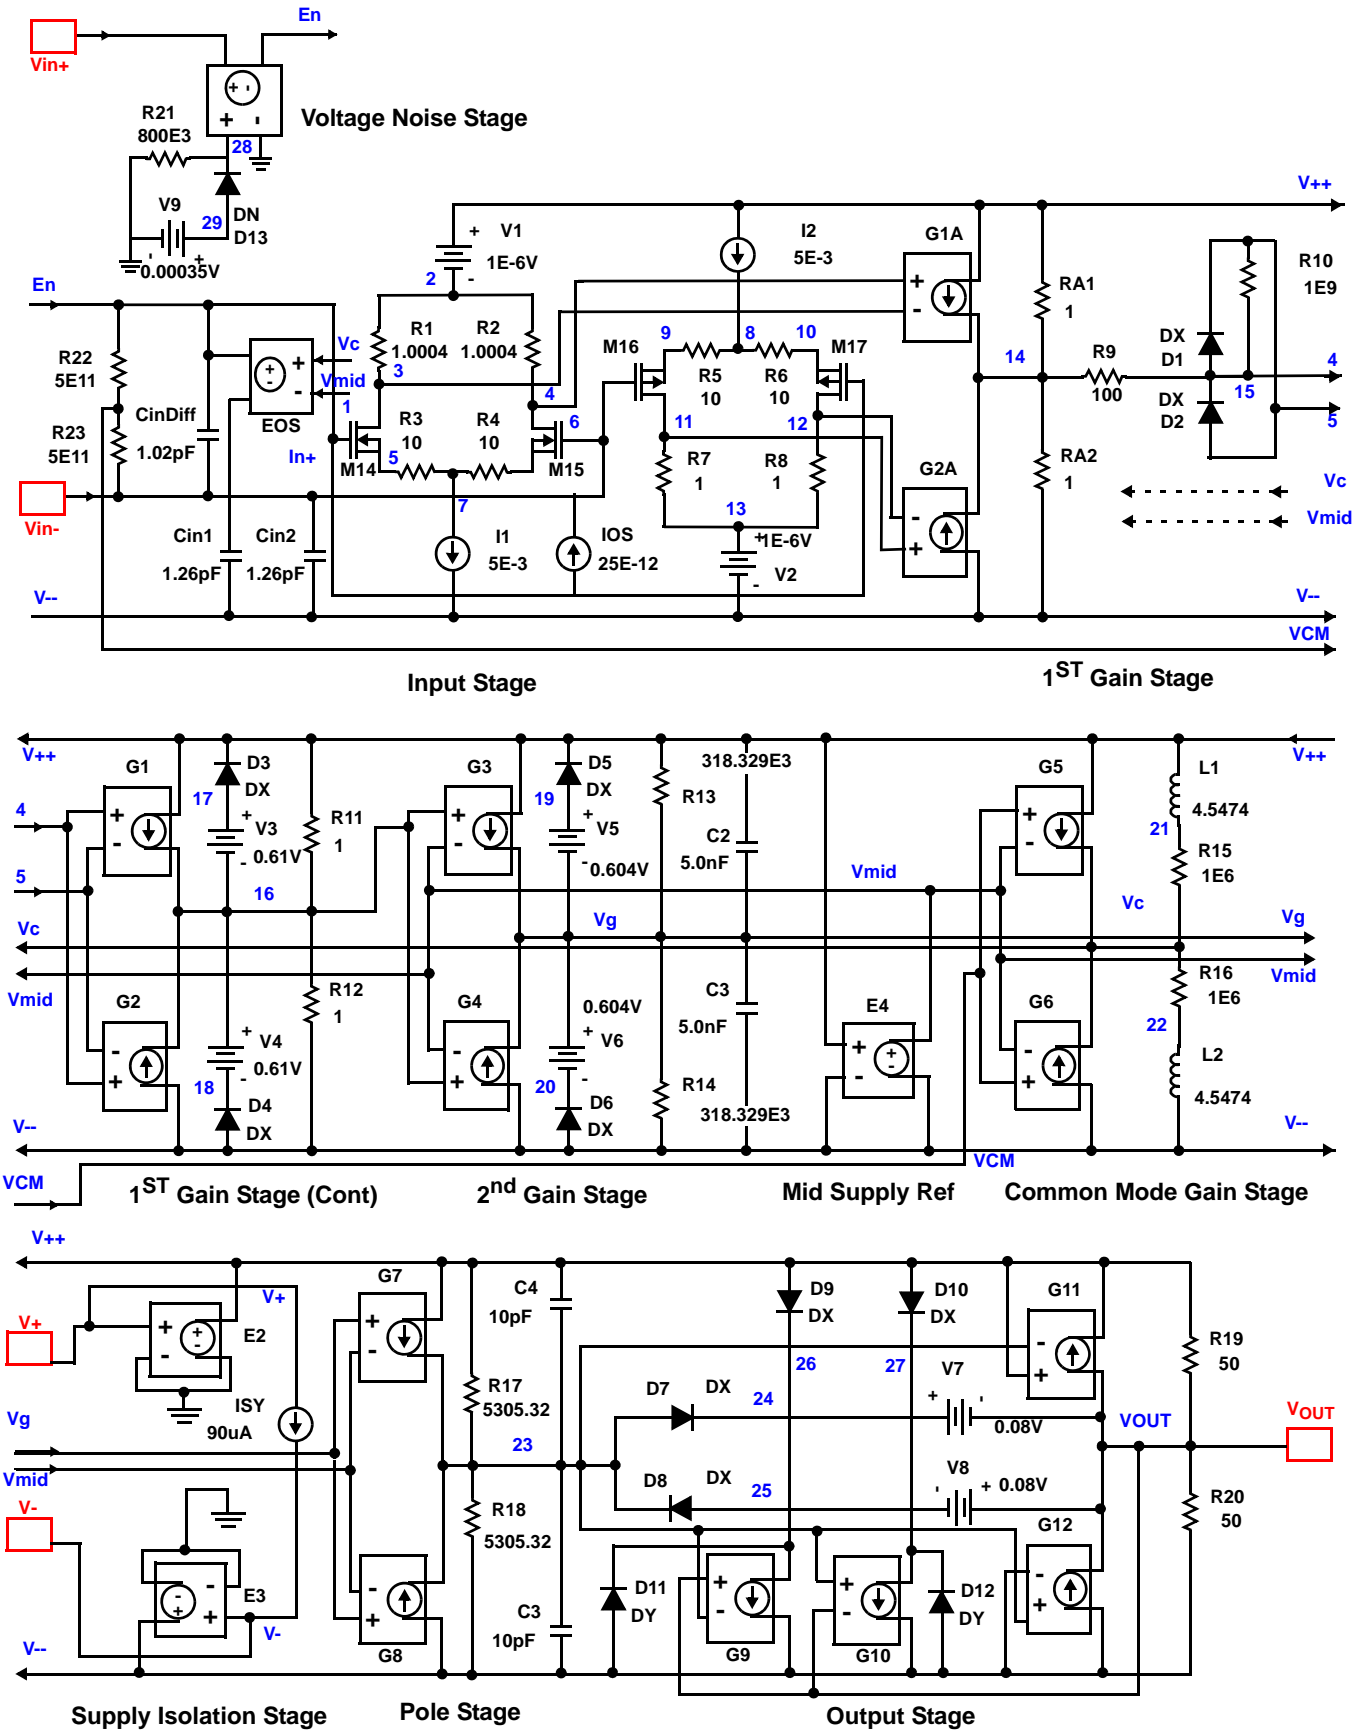 En
Vin+
+ -
+ -
Voltage Noise Stage
R21
800E3
28
V9
29
DN
D13
- +
0.00035V
V++
+ V1
1E-6V
2 -
I2
5E-3
G1A
+
-
En
R22
5E11
R23
5E11
CinDiff
1.02pF
+
-
+
-
EOS
Vc
Vmid
1
In+
R1
1.0004
3
R2
1.0004
4
R3
10
R4
10
5
6
M14
M15
7
M16
M17
9
8
10
R5
10
R6
10
11
12
R7
1
R8
1
13
14
RA1
1
R9
100
RA2
1
DX
D1
DX
D2
R10
1E9
15
4
5
Vc
Vmid
G2A
-
+
Vin-
Cin1
1.26pF
Cin2
1.26pF
I1
5E-3
IOS
25E-12
+
1E-6V
V2
-
V--
V--
VCM
Input Stage
1ST Gain Stage
V++
V++
G1
+
-
D3
DX
17
+
V3
-
0.61V
R11
1
4
5
16
Vc
Vmid
G2
-
+
+
V4
0.61V
-
18
D4
DX
R12
1
G3
+
-
D5
DX
19
+
V5
-
0.604V
R13
318.329E3
C2
5.0nF
Vg
Vmid
G4
-
+
0.604V
+
V6
-
20
D6
DX
R14
318.329E3
C3
5.0nF
E4
+
-
+
-
G5
+
-
L1
4.5474
21
R15
1E6
Vc
Vg
Vmid
G6
-
+
R16
1E6
22
L2
4.5474
V--
V--
VCM
VCM
1ST Gain Stage (Cont)
2nd Gain Stage
Mid Supply Ref
Common Mode Gain Stage
V++
V+
V+
+
-
+
-
E2
ISY
90uA
Vg
Vmid
V-
-
+
-
+
E3
V-
V--
G7
+
-
R17
5305.32
23
R18
5305.32
G8
-
+
C4
10pF
C3
10pF
D9
DX
D10
DX
26
27
G11
-
+
R19
50
D7
DX
24
V7
+ -
0.08V
D8
DX
25
V8
- + 0.08V
VOUT
VOUT
R20
50
D11
DY
+
-
G9
+
-
G10
D12
DY
G12
-
+
Supply Isolation Stage
Pole Stage
Output Stage